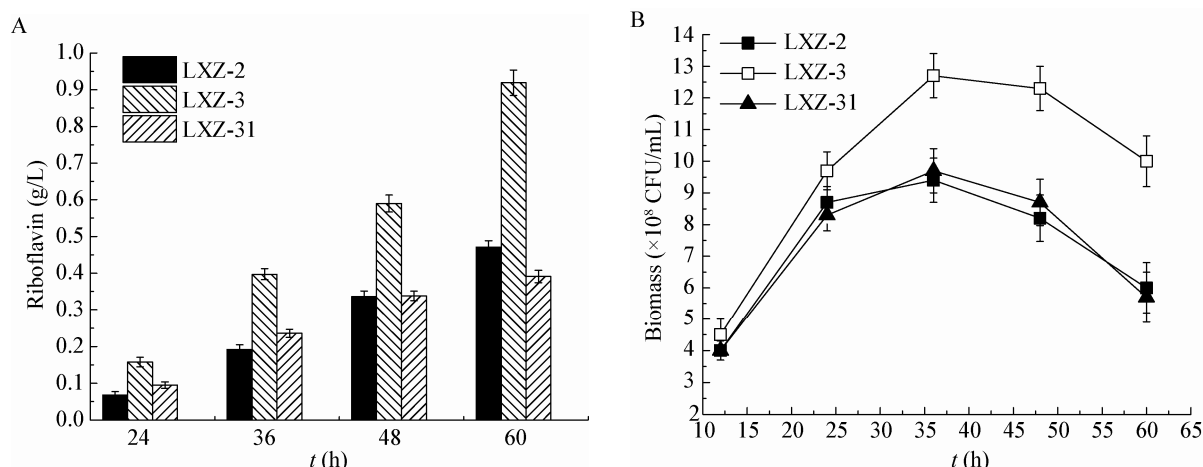 A
Riboflavin (g/L)
1.0
0.9
0.8
0.7
0.6
0.5
0.4
0.3
0.2
0.1
0.0
LXZ-2
LXZ-3
LXZ-31
24 36 48 60
t (h)
B
Biomass (×10⁸ CFU/mL)
14
13
12
11
10
9
8
7
6
5
4
3
2
LXZ-2
LXZ-3
LXZ-31
10 15 20 25 30 35 40 45 50 55 60 65
t (h)